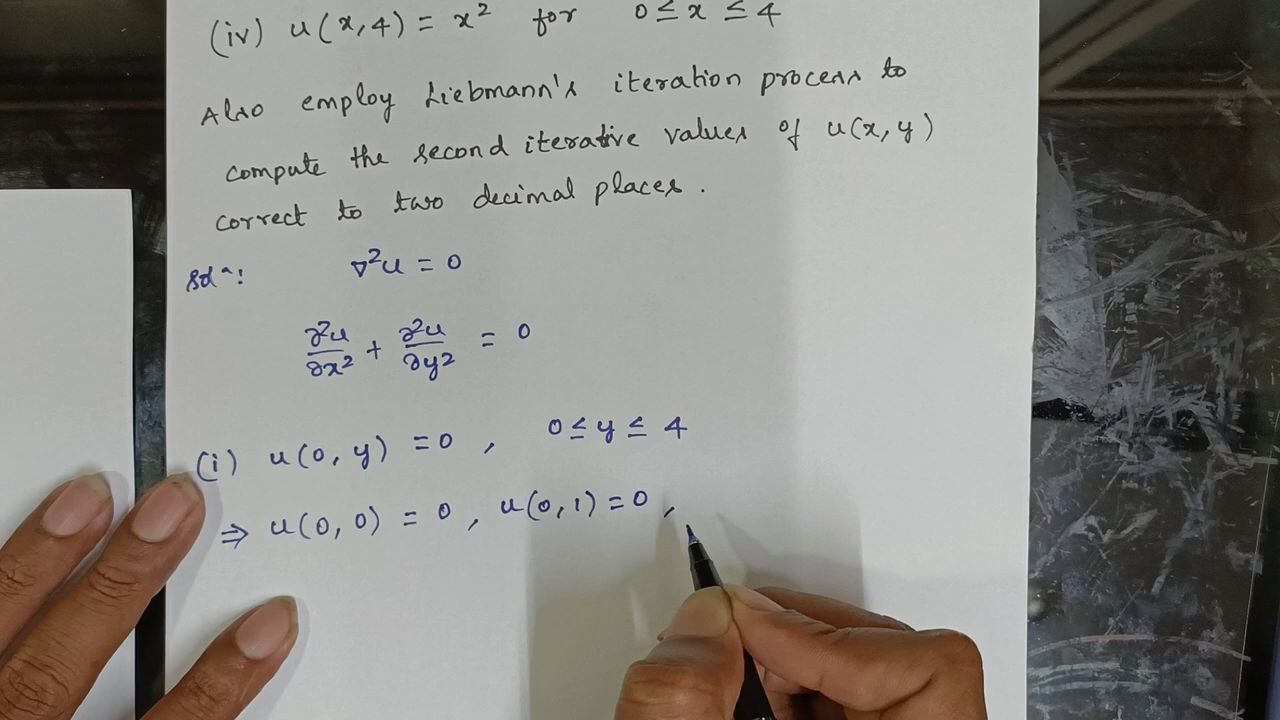 (iv) u(x,4) = x² for 0 ≤ x ≤ 4
Also employ Liebmann's iteration process to
compute the second iterative values of u(x,y)
correct to two decimal places.
Solⁿ: ∇²u = 0
∂²u/∂x² + ∂²u/∂y² = 0
(i) u(0,y) = 0 , 0 ≤ y ≤ 4
⇒ u(0,0) = 0 , u(0,1) = 0 ,